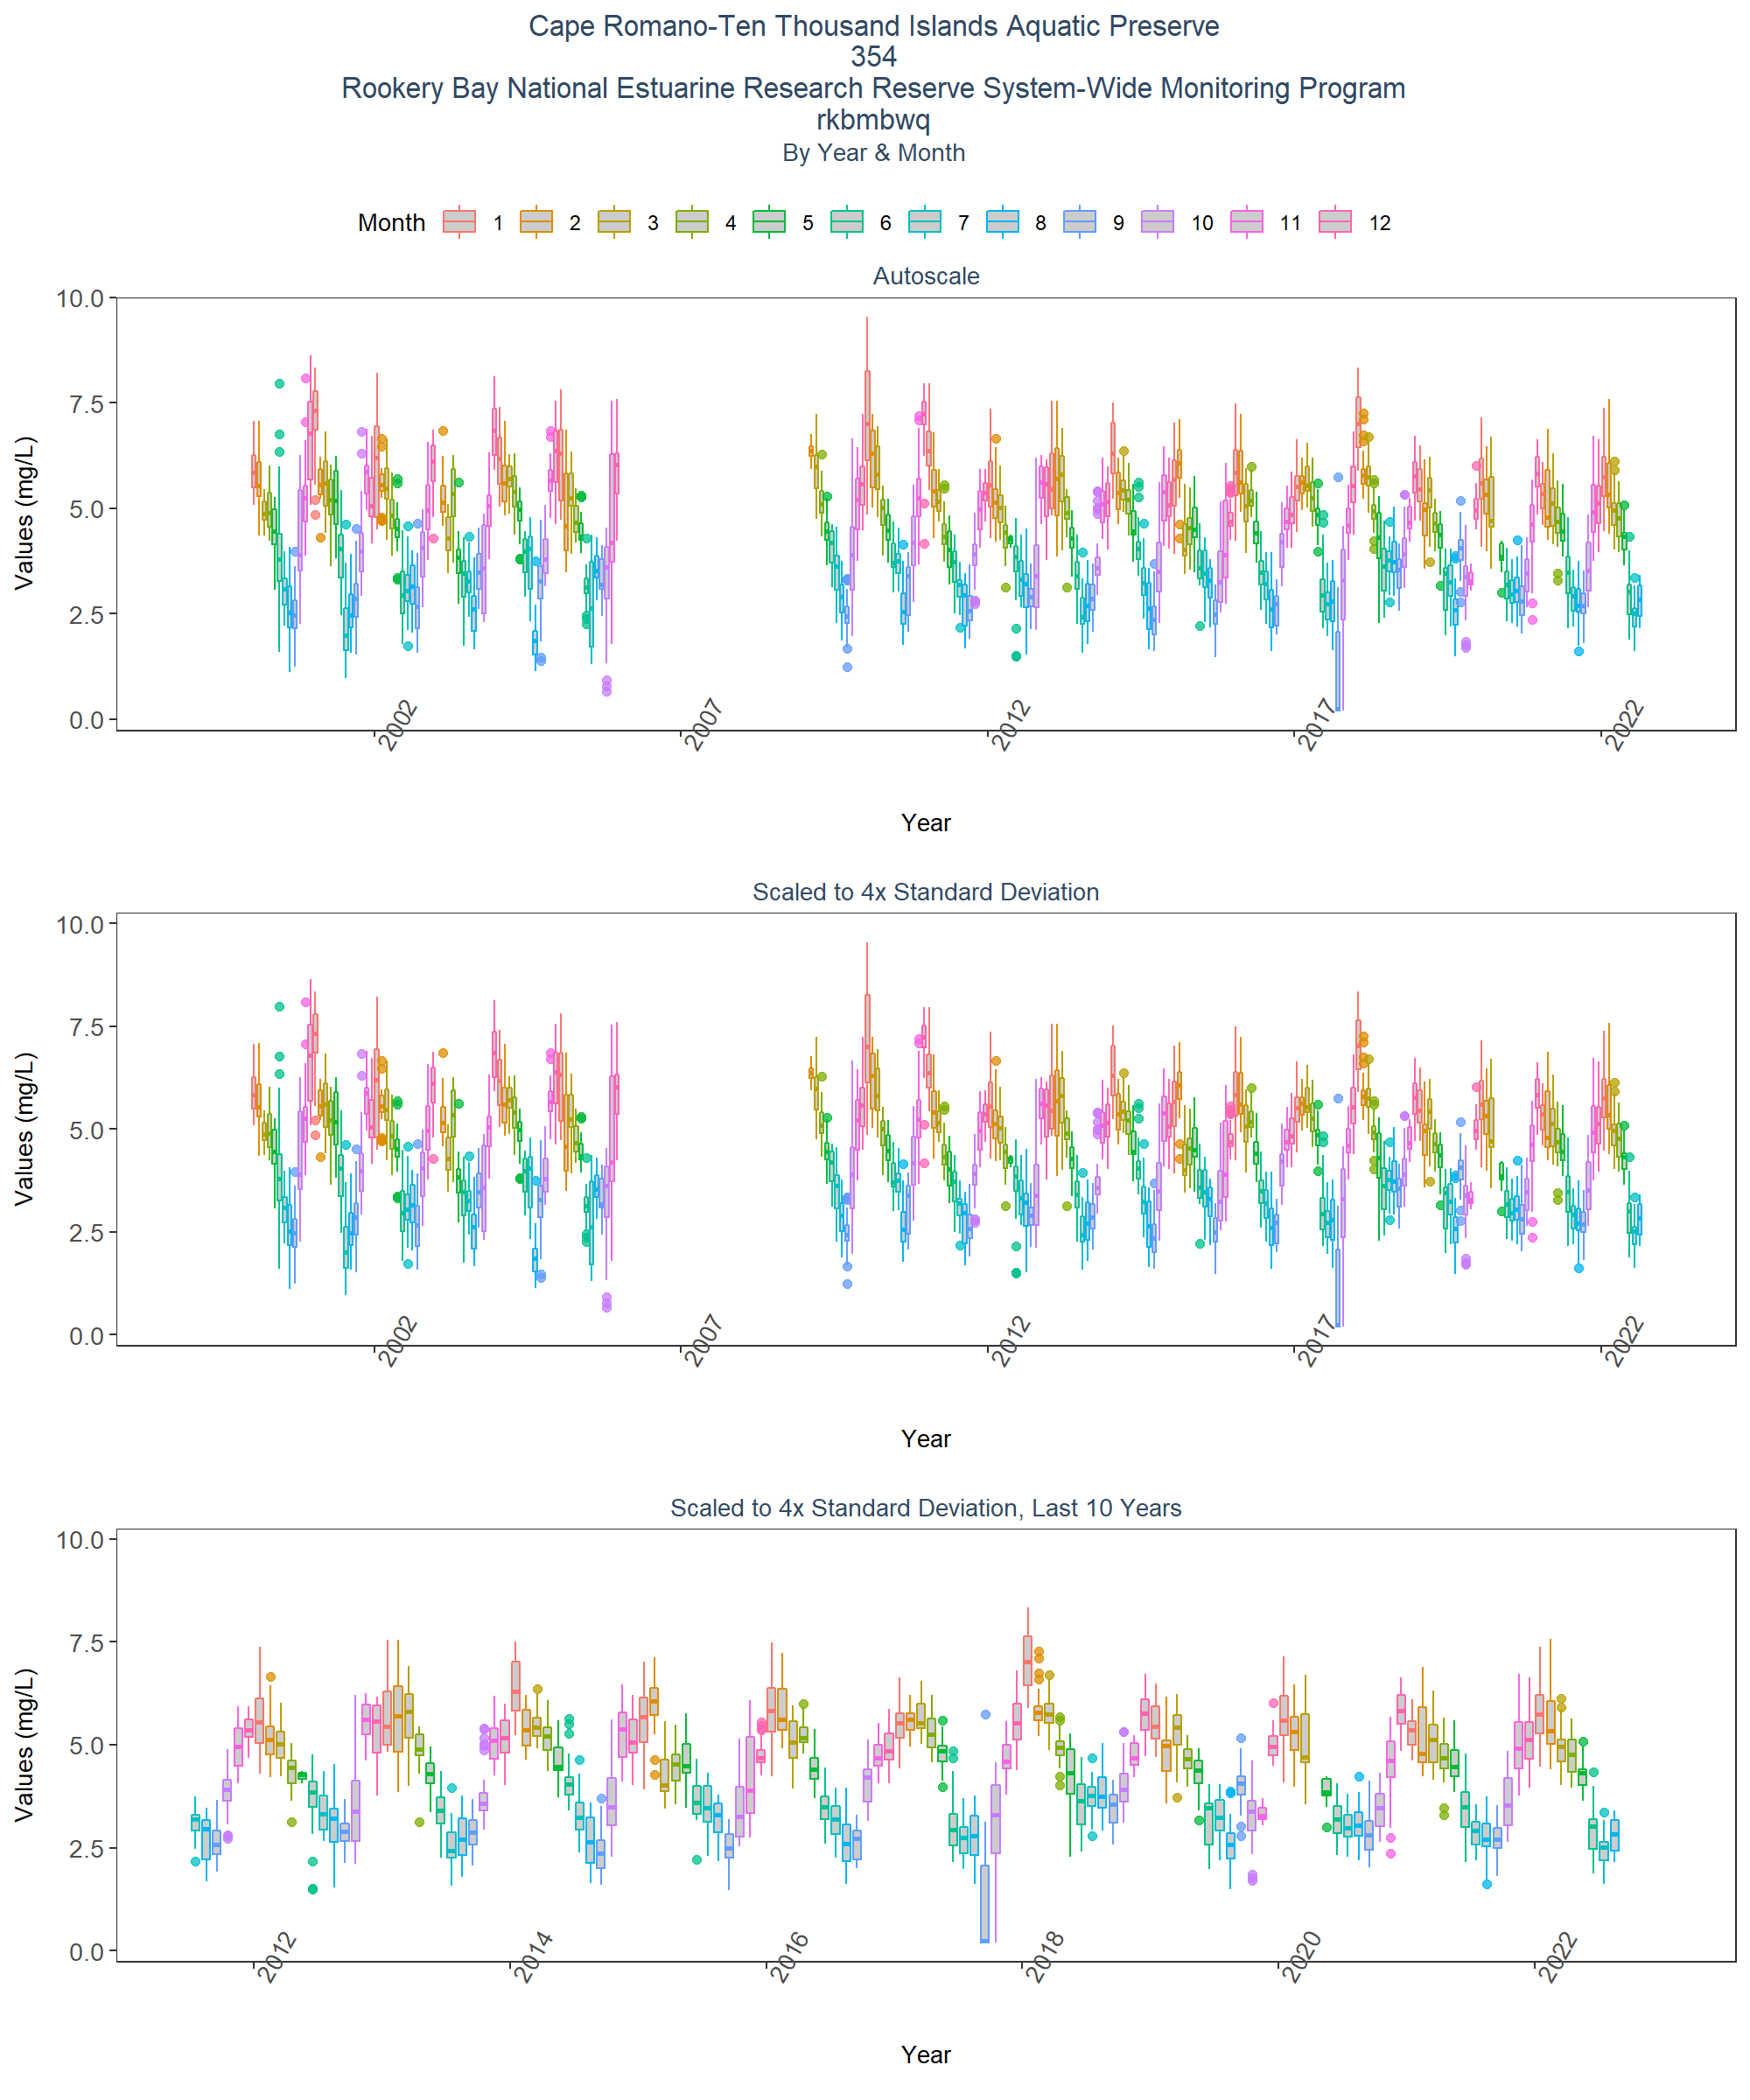 Cape Romano-Ten Thousand Islands Aquatic Preserve
354
Rookery Bay National Estuarine Research Reserve System-Wide Monitoring Program
rkbmbwq
By Year & Month
Month 1 2 3 4 5 6 7 8 9 10 11 12
Autoscale
Values (mg/L)
10.0
7.5
5.0
2.5
0.0
2002 2007 2012 2017 2022
Year
Scaled to 4x Standard Deviation
Values (mg/L)
10.0
7.5
5.0
2.5
0.0
2002 2007 2012 2017 2022
Year
Scaled to 4x Standard Deviation, Last 10 Years
Values (mg/L)
10.0
7.5
5.0
2.5
0.0
2012 2014 2016 2018 2020 2022
Year